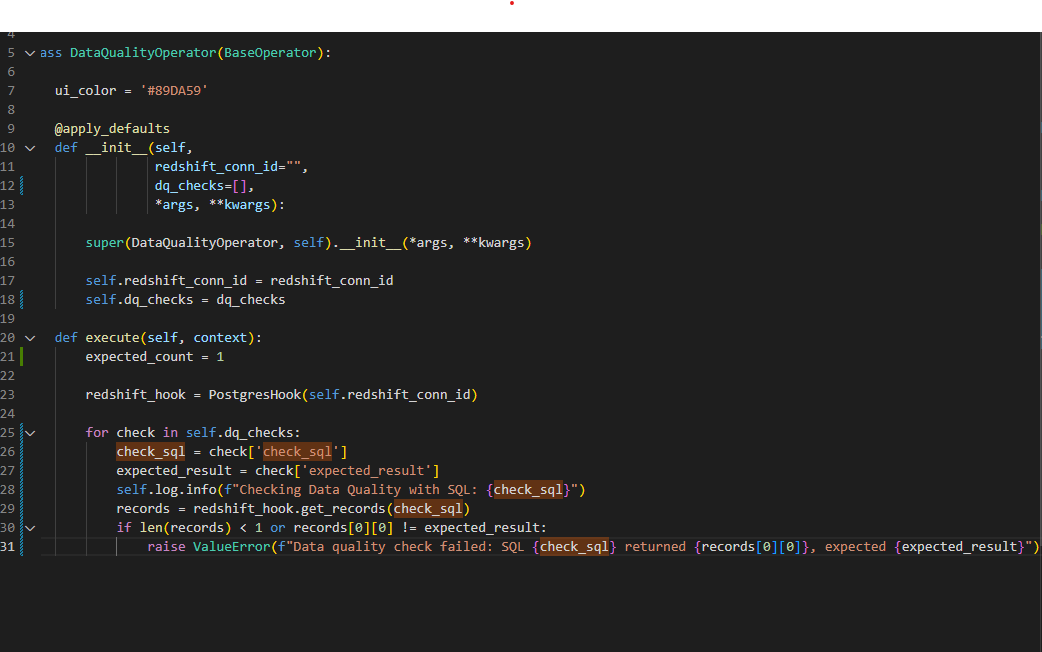 4
5 ass DataQualityOperator(BaseOperator):
6
7 ui_color = '#89DA59'
8
9 @apply_defaults
10 def __init__(self,
11 redshift_conn_id="",
12 dq_checks=[],
13 *args, **kwargs):
14
15 super(DataQualityOperator, self).__init__(*args, **kwargs)
16
17 self.redshift_conn_id = redshift_conn_id
18 self.dq_checks = dq_checks
19
20 def execute(self, context):
21 expected_count = 1
22
23 redshift_hook = PostgresHook(self.redshift_conn_id)
24
25 for check in self.dq_checks:
26 check_sql = check['check_sql']
27 expected_result = check['expected_result']
28 self.log.info(f"Checking Data Quality with SQL: {check_sql}")
29 records = redshift_hook.get_records(check_sql)
30 if len(records) < 1 or records[0][0] != expected_result:
31 raise ValueError(f"Data quality check failed: SQL {check_sql} returned {records[0][0]}, expected {expected_result}")